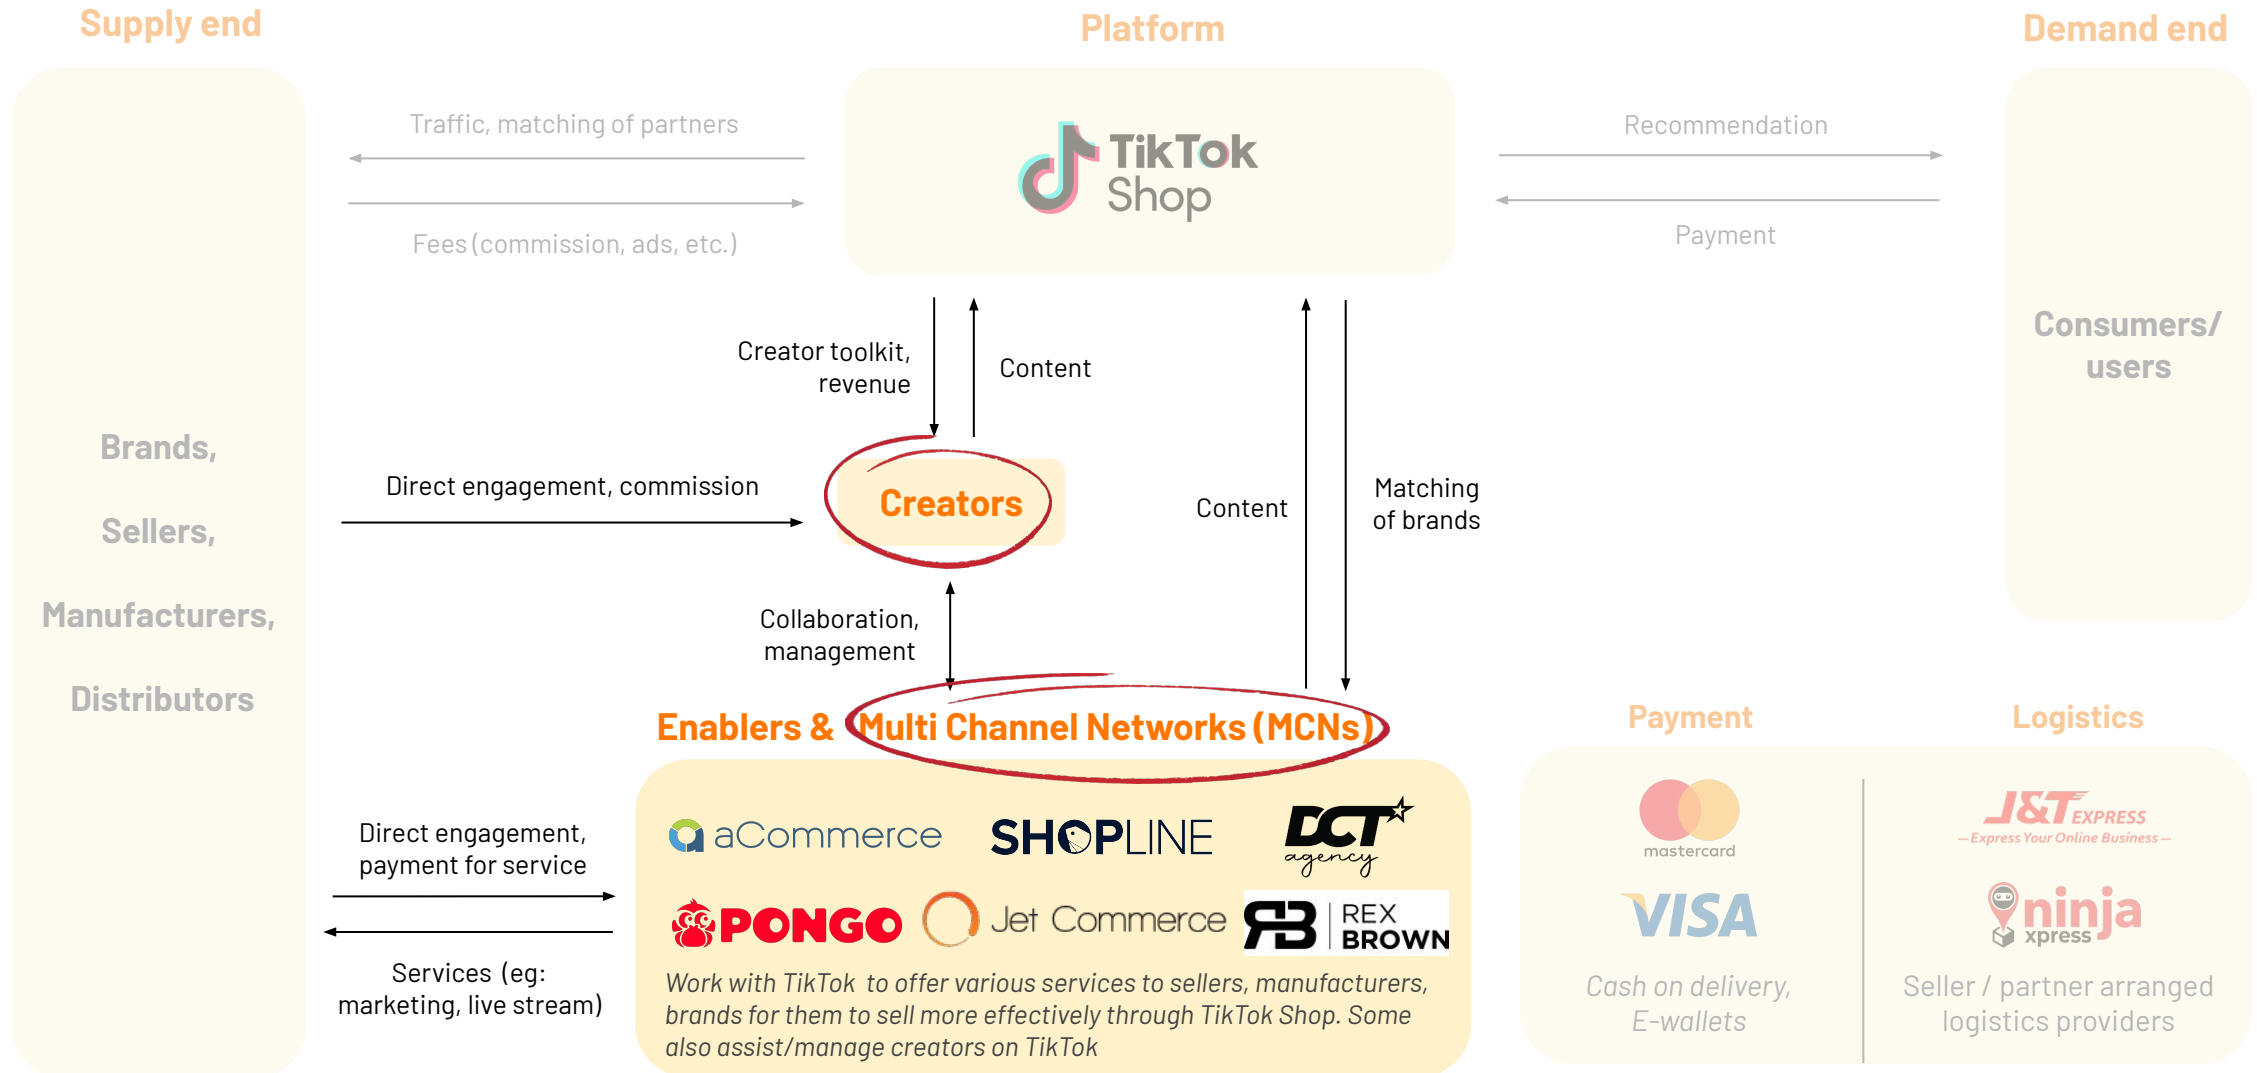 Supply end
Platform
Demand end
Traffic, matching of partners
Fees (commission, ads, etc.)
TikTok
Shop
Recommendation
Payment
Consumers/
users
Creator toolkit,
revenue
Content
Brands,
Sellers,
Manufacturers,
Distributors
Direct engagement, commission
Creators
Content
Matching
of brands
Collaboration,
management
Enablers & Multi Channel Networks (MCNs)
Direct engagement,
payment for service
Services (eg:
marketing, live stream)
aCommerce
SHOPLINE
DCT
agency
PONGO
Jet Commerce
RB
REX
BROWN
Work with TikTok to offer various services to sellers, manufacturers,
brands for them to sell more effectively through TikTok Shop. Some
also assist/manage creators on TikTok
Payment
mastercard
VISA
Cash on delivery,
E-wallets
Logistics
J&T EXPRESS
—Express Your Online Business—
ninja
xpress
Seller / partner arranged
logistics providers